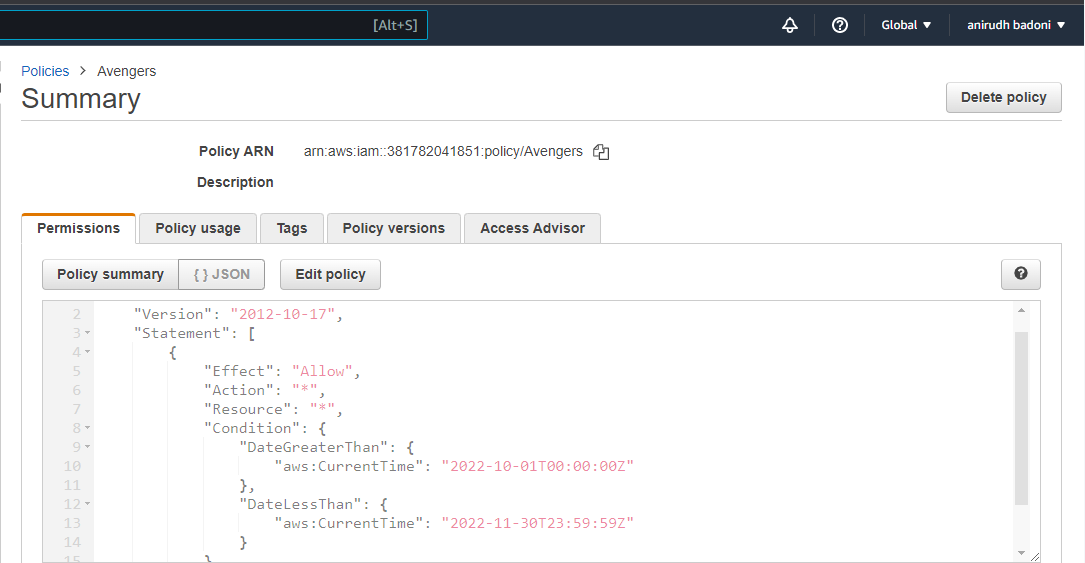 [Alt+S]
Global
anirudh badoni
Policies > Avengers
Summary
Delete policy
Policy ARN arn:aws:iam::381782041851:policy/Avengers
Description
Permissions Policy usage Tags Policy versions Access Advisor
Policy summary { } JSON Edit policy ?
2 "Version": "2012-10-17",
3 "Statement": [
4 {
5 "Effect": "Allow",
6 "Action": "*",
7 "Resource": "*",
8 "Condition": {
9 "DateGreaterThan": {
10 "aws:CurrentTime": "2022-10-01T00:00:00Z"
11 },
12 "DateLessThan": {
13 "aws:CurrentTime": "2022-11-30T23:59:59Z"
14 }
15 }